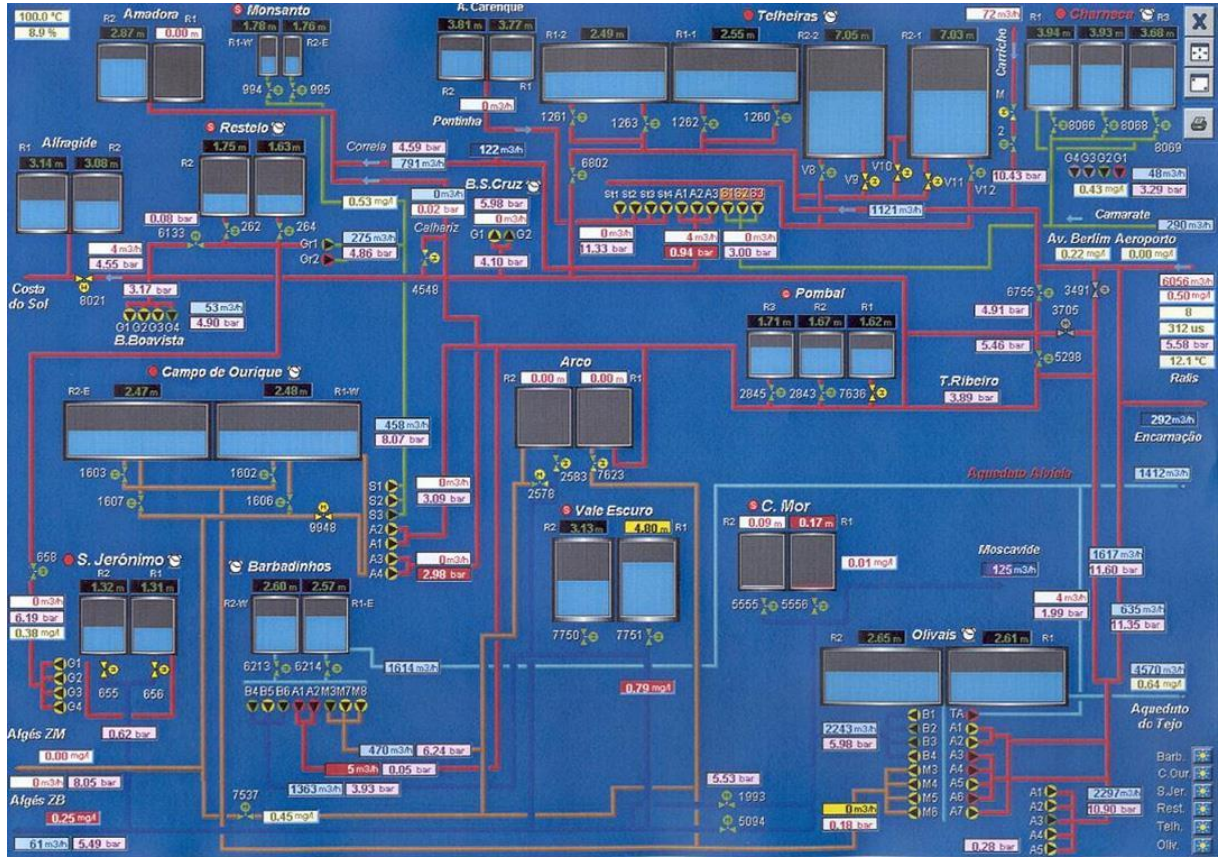 100.0 °C
8.9 %
Amadora
R2 2.87 m 0.00 m R1
Monsanto
1.78 m 1.76 m
R1-W R2-E
994 995
A. Carenque
3.81 m 3.77 m
R2 R1
0 m3/h
Pontinha
122 m3/h
Telheiras
R1-2 2.49 m R1-1 2.55 m R2-2 7.05 m R2-1 7.03 m
1261 1263 1262 1260
6802
V8 V9 V10 V11 V12
72 m3/h
Carriche
M
2
10.43 bar
Charneca
R1 R3
3.94 m 3.93 m 3.68 m
8066 8068
8069
G4 G3 G2 G1
0.43 mg/l
48 m3/h
3.29 bar
Alfragide
R1 R2
3.14 m 3.08 m
Restelo
R2 1.75 m 1.63 m
262 264
0.08 bar
6133
4 m3/h
4.55 bar
Correia 4.59 bar
791 m3/h
0.53 mg/l
Gr1 275 m3/h
Gr2 4.86 bar
0 m3/h
0.02 bar
Calhariz
4548
B.S.Cruz
5.98 bar
0 m3/h
G1 G2
4.10 bar
St1 St2 St3 St4 A1 A2 A3 S1 S2 S3
0 m3/h
11.33 bar
4 m3/h
0.94 bar
0 m3/h
3.00 bar
1121 m3/h
Camarate
290 m3/h
Av. Berlim Aeroporto
0.22 mg/l 0.00 mg/l
6056 m3/h
0.50 mg/l
8
312 us
5.58 bar
12.1 °C
Ralis
6755 3491
3705
4.91 bar
5.46 bar
5298
Costa do Sol
8021
3.17 bar
G1 G2 G3 G4
B.Boavista
53 m3/h
4.90 bar
Pombal
R3 R2 R1
1.71 m 1.67 m 1.62 m
2845 2843 7636
T.Ribeiro
3.89 bar
292 m3/h
Encarnação
Campo de Ourique
R2-E 2.47 m 2.48 m R1-W
1603 1602
1607 1606
9948
458 m3/h
8.07 bar
S1 0 m3/h
S2 3.09 bar
S3
A2
A1
A3 0 m3/h
A4 2.98 bar
Arco
R2 0.00 m 0.00 m R1
2578 2583 7623
Aqueduto Alviela
1412 m3/h
Vale Escuro
R2 3.13 m 4.80 m R1
7750 7751
0.79 mg/l
C. Mor
R2 0.09 m 0.17 m R1
0.01 mg/l
5555 5556
Moscavide
125 m3/h
1617 m3/h
11.60 bar
4 m3/h
1.99 bar
635 m3/h
11.35 bar
658
S. Jerónimo
R2 R1
1.32 m 1.31 m
0 m3/h
6.19 bar
0.38 mg/l
G1
G2
G3
G4
655 656
0.62 bar
Barbadinhos
2.60 m 2.57 m
R2-W R1-E
6213 6214
1614 m3/h
B4 B5 B6 A1 A2 M3 M7 M8
470 m3/h 6.24 bar
5 m3/h 0.05 bar
1363 m3/h 3.93 bar
Olivais
R2 2.65 m 2.61 m R1
4570 m3/h
0.64 mg/l
Aqueduto do Tejo
2243 m3/h
5.98 bar
B1 TA
B2 A1
B3 A2
B4 A3
M3 A4
M4 A5
M5 A6
M6 A7
0 m3/h
0.18 bar
Algés ZM
0.00 mg/l
0 m3/h 8.05 bar
Algés ZB
0.25 mg/l
61 m3/h 5.49 bar
7537
0.45 mg/l
5.53 bar
1993
5094
A1 2297 m3/h
A2 10.90 bar
A3
A4
A5
0.28 bar
Barb.
C.Our
S.Jer.
Rest.
Telh.
Oliv.